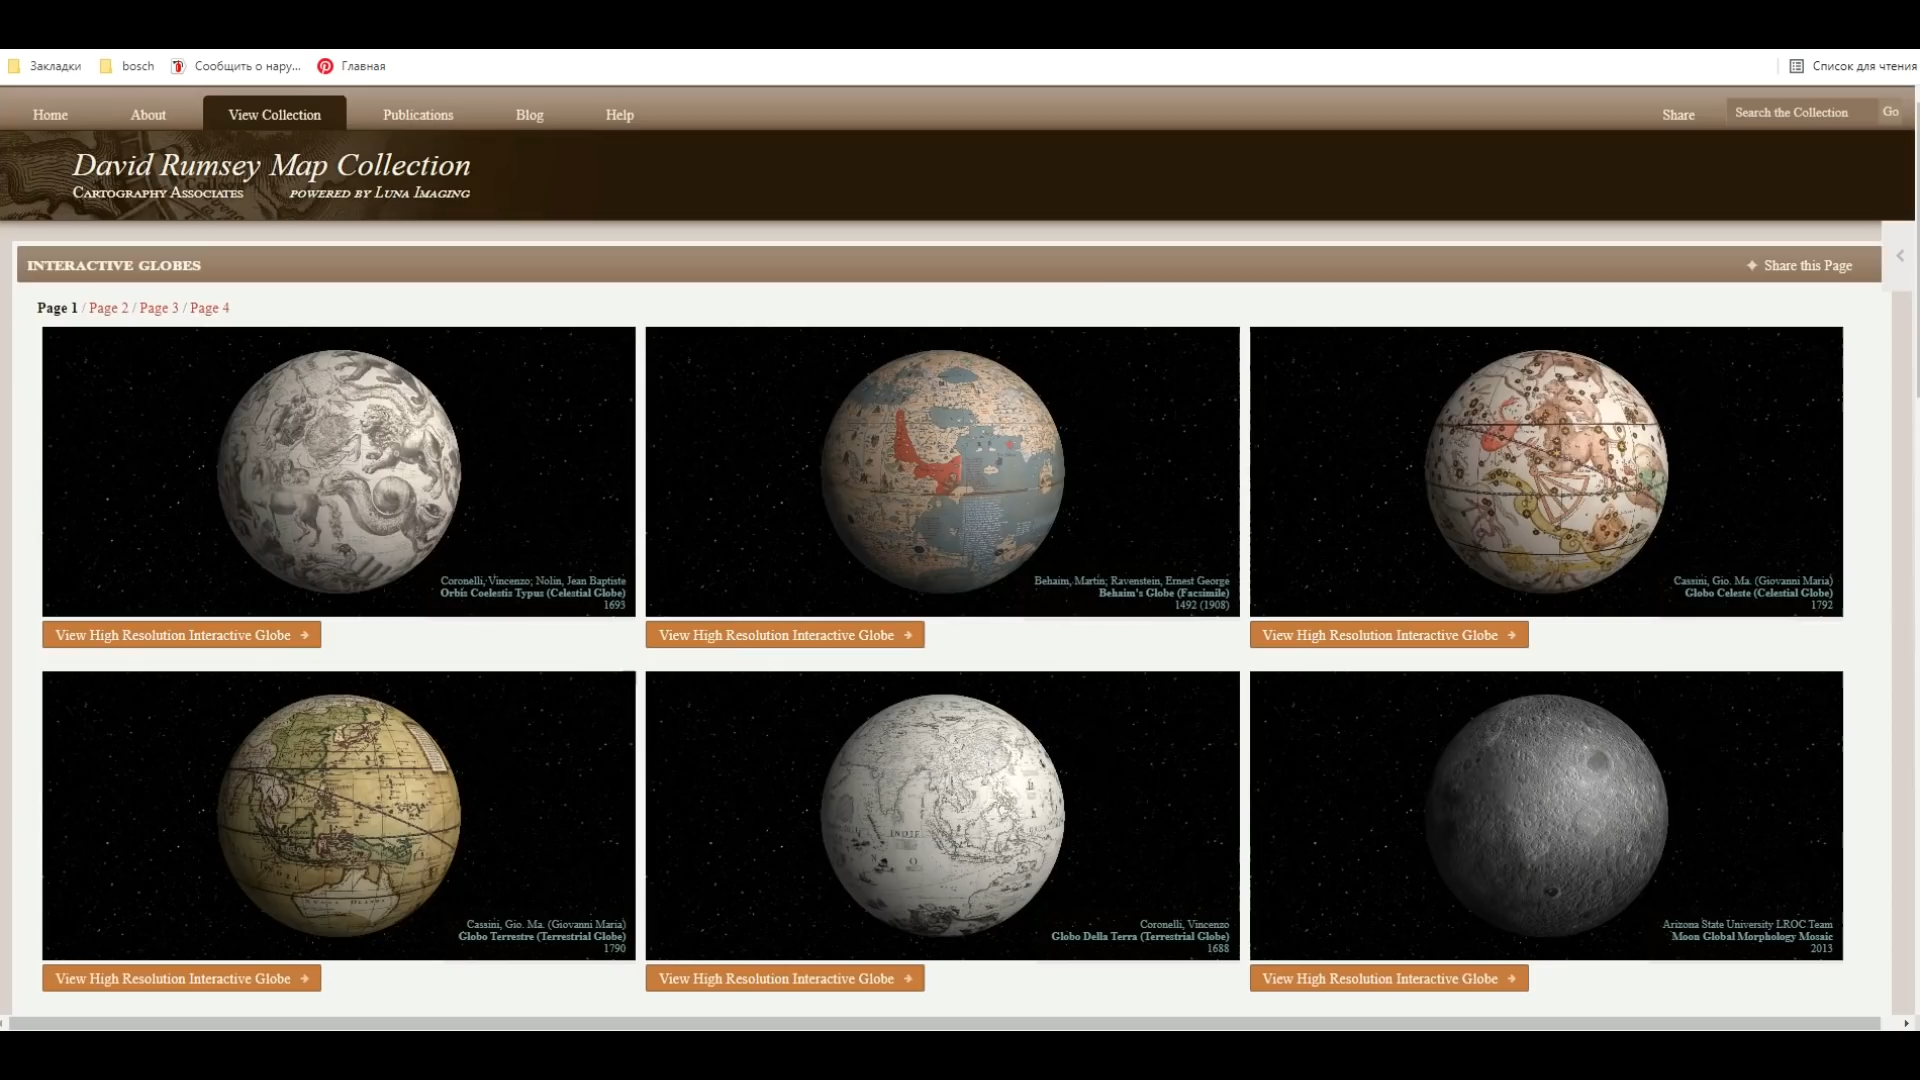 Закладки bosch Сообщить о нару... Главная Список для чтения
Home About View Collection Publications Blog Help Share Search the Collection Go
David Rumsey Map Collection
CARTOGRAPHY ASSOCIATES POWERED BY LUNA IMAGING
INTERACTIVE GLOBES Share this Page
Page 1 / Page 2 / Page 3 / Page 4
Coronelli, Vincenzo; Nolin, Jean Baptiste
Orbis Coelestis Typus (Celestial Globe)
1693
View High Resolution Interactive Globe
Behaim, Martin; Ravenstein, Ernest George
Behaim's Globe (Facsimile)
1492 (1908)
View High Resolution Interactive Globe
Cassini, Gio. Ma. (Giovanni Maria)
Globo Celeste (Celestial Globe)
1792
View High Resolution Interactive Globe
Cassini, Gio. Ma. (Giovanni Maria)
Globo Terrestre (Terrestrial Globe)
1790
View High Resolution Interactive Globe
INDIE
Coronelli, Vincenzo
Globo Della Terra (Terrestrial Globe)
1688
View High Resolution Interactive Globe
Arizona State University LROC Team
Moon Global Morphology Mosaic
2013
View High Resolution Interactive Globe